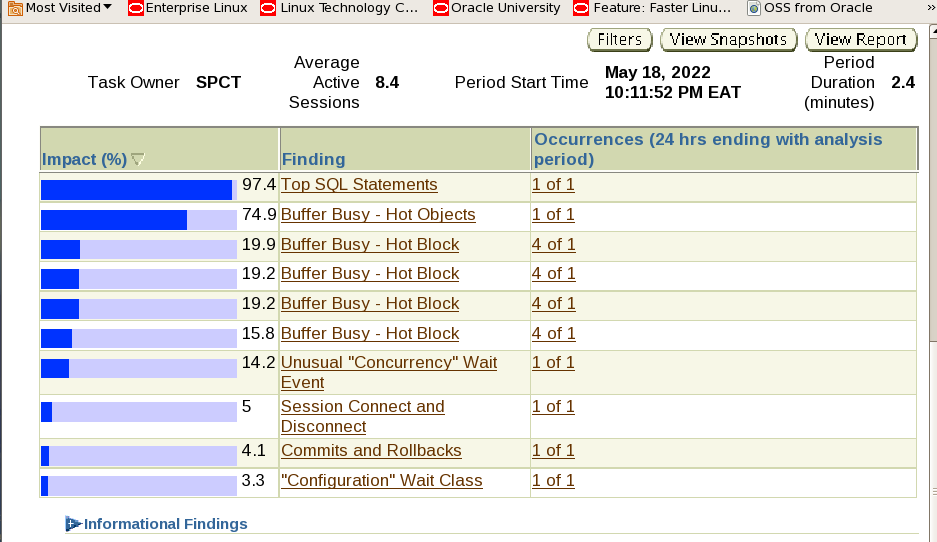 Most Visited Enterprise Linux Linux Technology C... Oracle University Feature: Faster Linu... OSS from Oracle »
Filters View Snapshots View Report
Task Owner SPCT Average Active Sessions 8.4 Period Start Time May 18, 2022 10:11:52 PM EAT Period Duration (minutes) 2.4
Impact (%) Finding Occurrences (24 hrs ending with analysis period)
97.4 Top SQL Statements 1 of 1
74.9 Buffer Busy - Hot Objects 1 of 1
19.9 Buffer Busy - Hot Block 4 of 1
19.2 Buffer Busy - Hot Block 4 of 1
19.2 Buffer Busy - Hot Block 4 of 1
15.8 Buffer Busy - Hot Block 4 of 1
14.2 Unusual "Concurrency" Wait Event 1 of 1
5 Session Connect and Disconnect 1 of 1
4.1 Commits and Rollbacks 1 of 1
3.3 "Configuration" Wait Class 1 of 1
Informational Findings